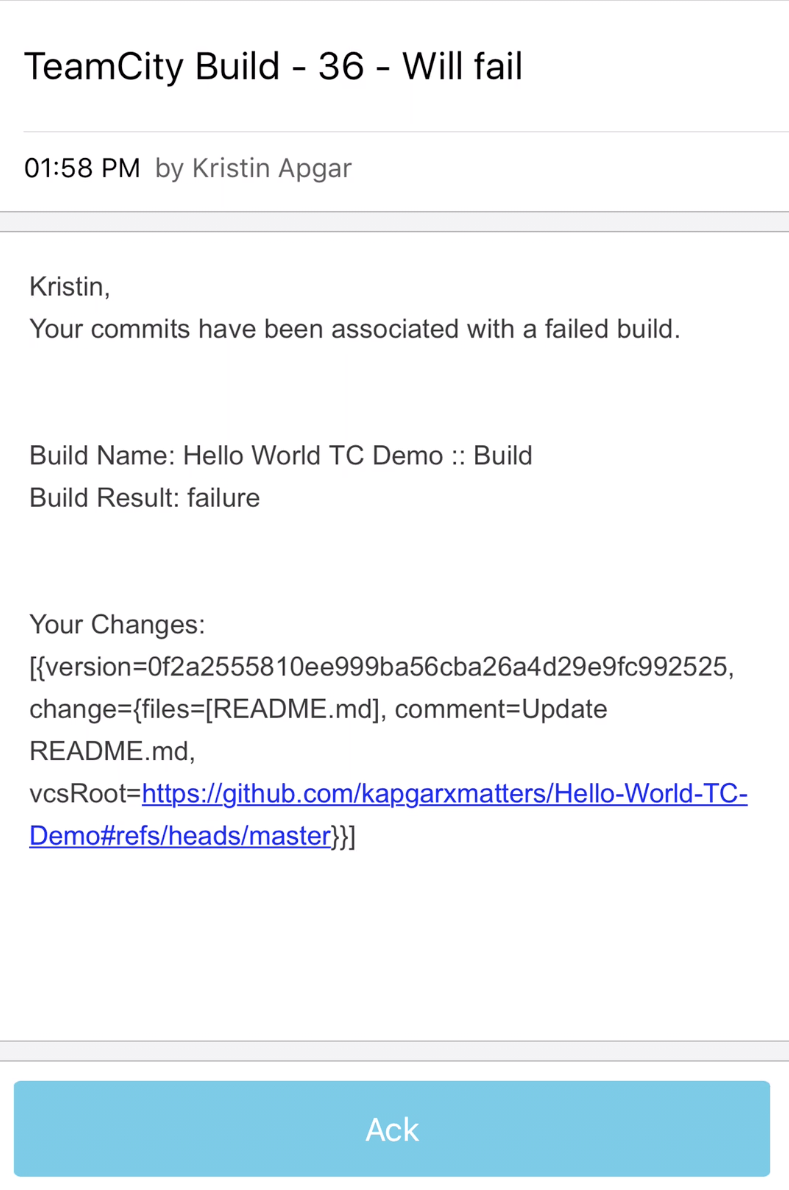 TeamCity Build - 36 - Will fail
01:58 PM by Kristin Apgar
Kristin,
Your commits have been associated with a failed build.
Build Name: Hello World TC Demo :: Build
Build Result: failure
Your Changes:
[{version=0f2a2555810ee999ba56cba26a4d29e9fc992525,
change={files=[README.md], comment=Update
README.md,
vcsRoot=https://github.com/kapgarxmatters/Hello-World-TC-
Demo#refs/heads/master}}]
Ack